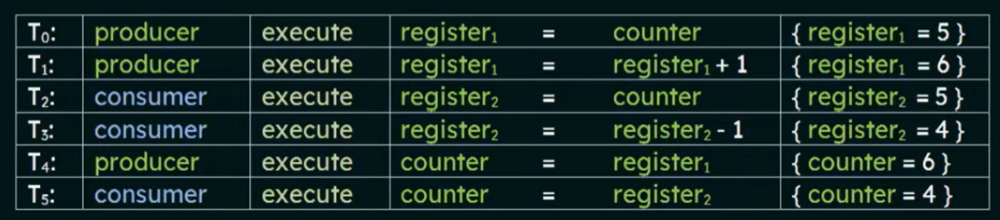 T₀: producer execute register₁ = counter { register₁ = 5 }
T₁: producer execute register₁ = register₁ + 1 { register₁ = 6 }
T₂: consumer execute register₂ = counter { register₂ = 5 }
T₃: consumer execute register₂ = register₂ - 1 { register₂ = 4 }
T₄: producer execute counter = register₁ { counter = 6 }
T₅: consumer execute counter = register₂ { counter = 4 }